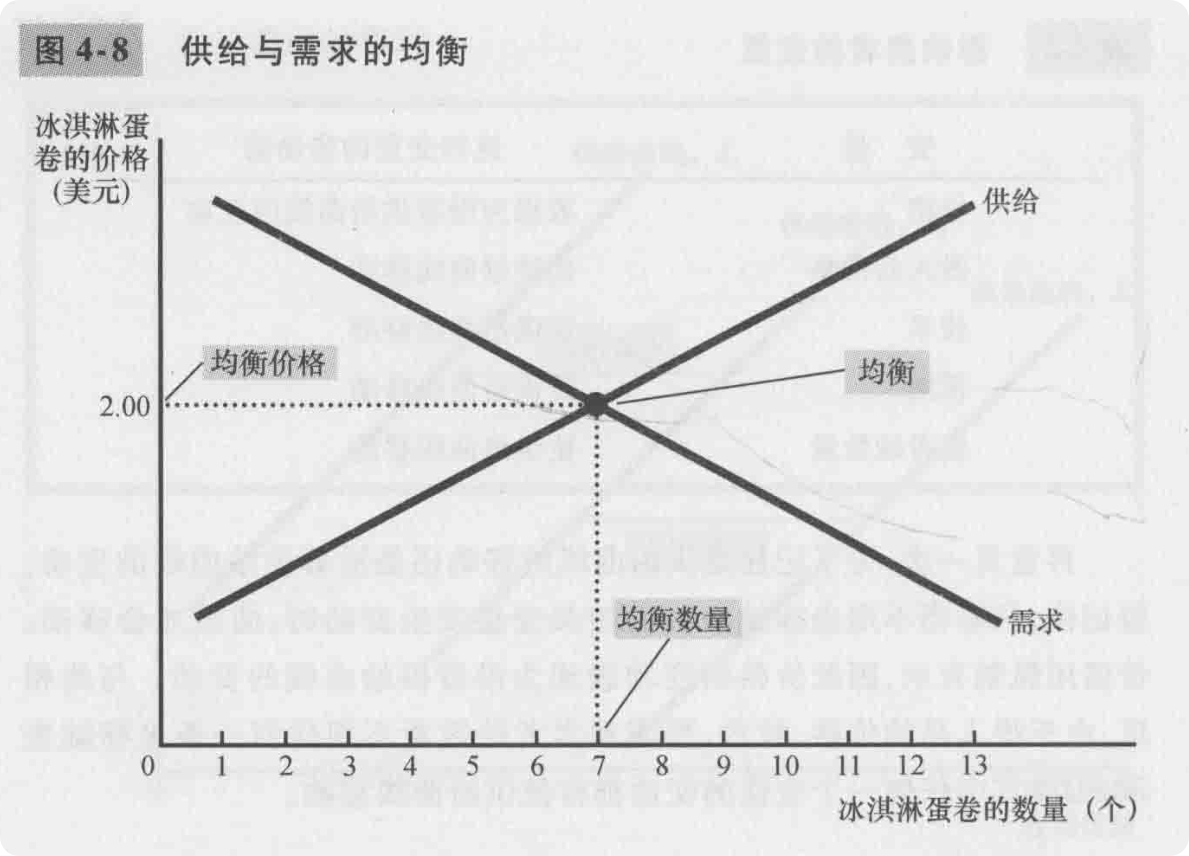 图 4-8 供给与需求的均衡
冰淇淋蛋
卷的价格
(美元)
供给
均衡价格
均衡
2.00
均衡数量
需求
0 1 2 3 4 5 6 7 8 9 10 11 12 13
冰淇淋蛋卷的数量（个）